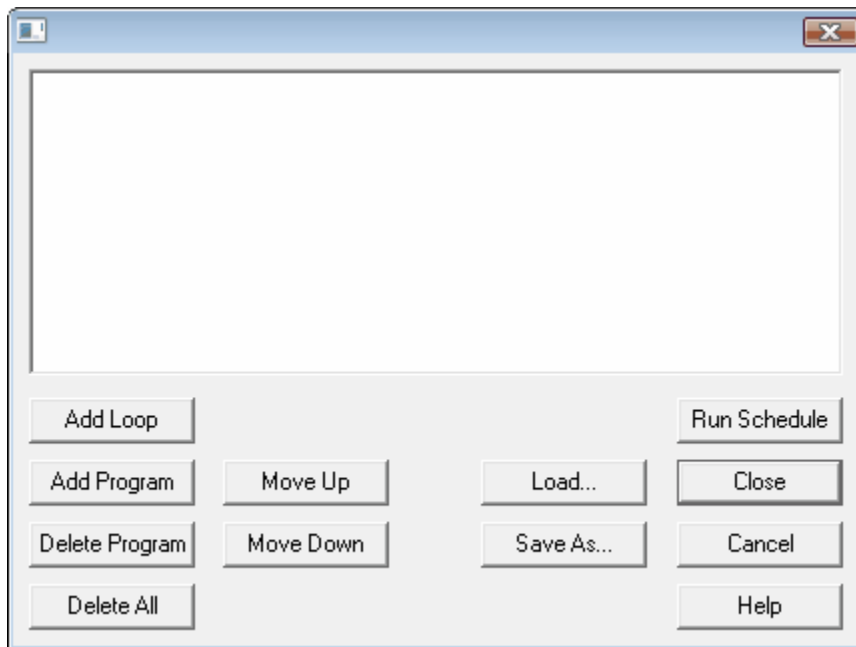 Add Loop
Run Schedule
Add Program
Move Up
Load...
Close
Delete Program
Move Down
Save As...
Cancel
Delete All
Help